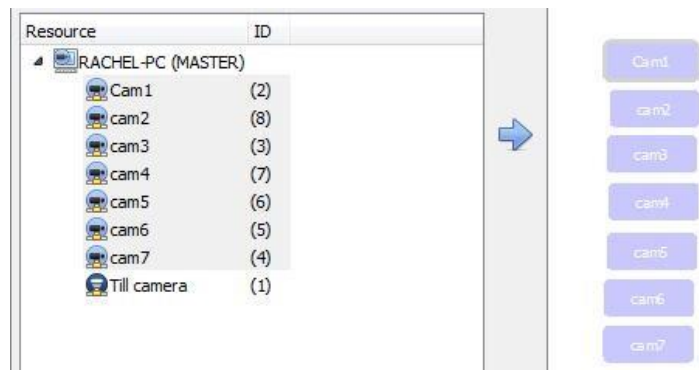 Resource ID
RACHEL-PC (MASTER)
Cam1 (2)
cam2 (8)
cam3 (3)
cam4 (7)
cam5 (6)
cam6 (5)
cam7 (4)
Till camera (1)
Cam1
cam2
cam3
cam4
cam5
cam6
cam7